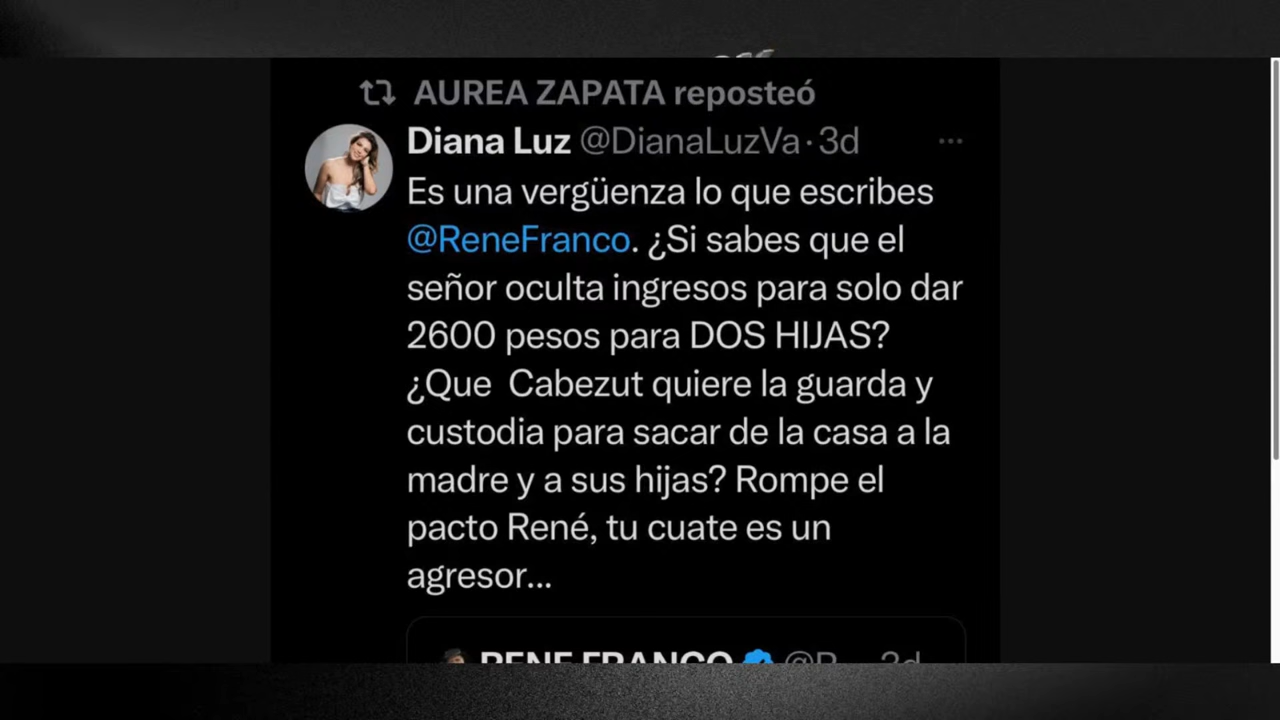 AUREA ZAPATA reposteó
Diana Luz @DianaLuzVa · 3d
Es una vergüenza lo que escribes
@ReneFranco. ¿Si sabes que el
señor oculta ingresos para solo dar
2600 pesos para DOS HIJAS?
¿Que Cabezut quiere la guarda y
custodia para sacar de la casa a la
madre y a sus hijas? Rompe el
pacto René, tu cuate es un
agresor...
RENE FRANCO